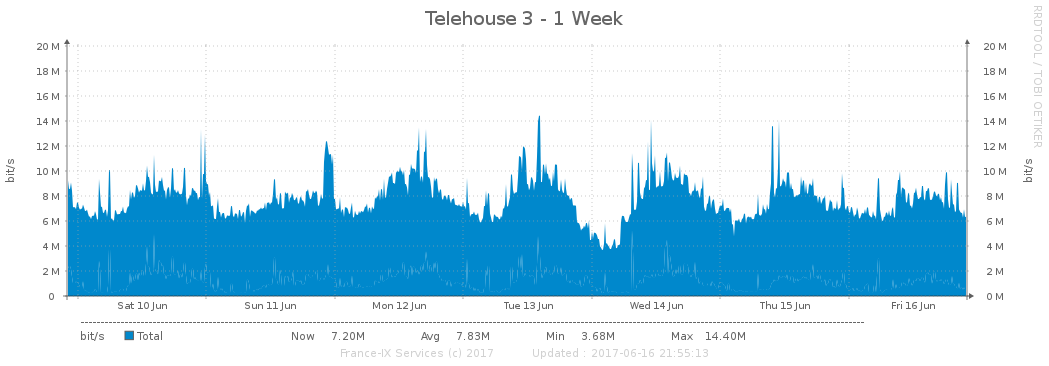 Telehouse 3 - 1 Week
RRDTOOL / TOBI OETIKER
20 M 20 M
18 M 18 M
16 M 16 M
14 M 14 M
12 M 12 M
10 M 10 M
8 M 8 M
6 M 6 M
4 M 4 M
2 M 2 M
0 0 M
bit/s bit/s
Sat 10 Jun Sun 11 Jun Mon 12 Jun Tue 13 Jun Wed 14 Jun Thu 15 Jun Fri 16 Jun
bit/s Total Now 7.20M Avg 7.83M Min 3.68M Max 14.40M
France-IX Services (c) 2017 Updated : 2017-06-16 21:55:13